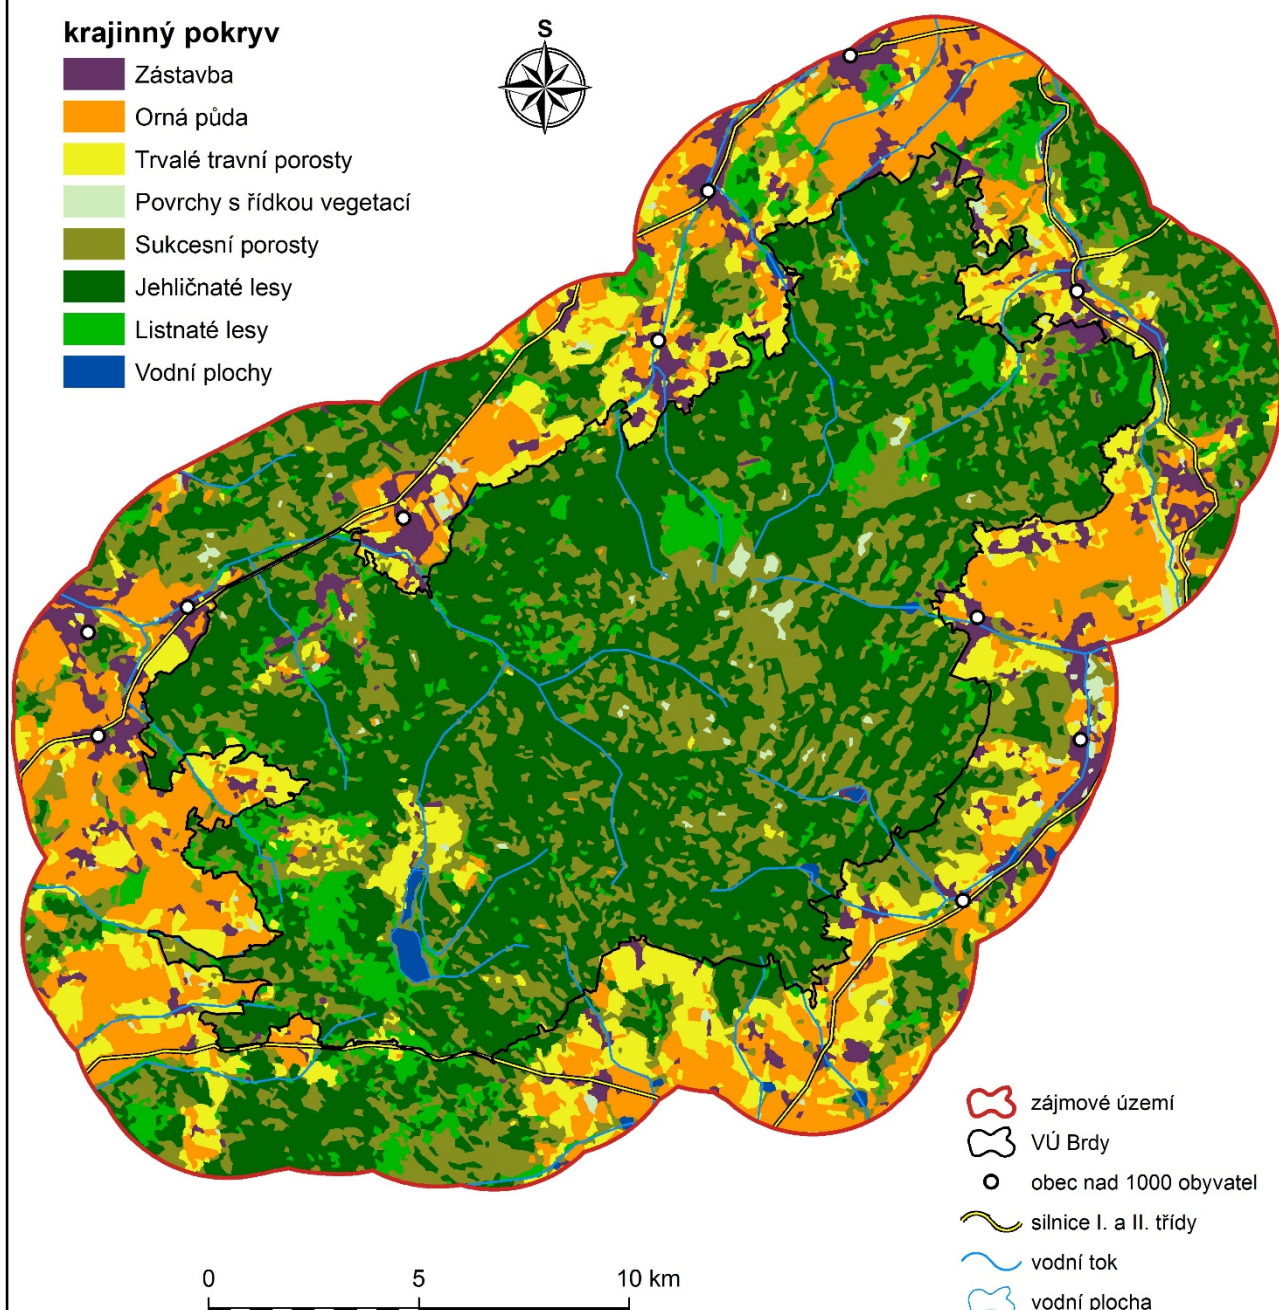 krajinný pokryv
Zástavba
Orná půda
Trvalé travní porosty
Povrchy s řídkou vegetací
Sukcesní porosty
Jehličnaté lesy
Listnaté lesy
Vodní plochy
S
zájmové území
VÚ Brdy
obec nad 1000 obyvatel
silnice I. a II. třídy
vodní tok
vodní plocha
0 5 10 km